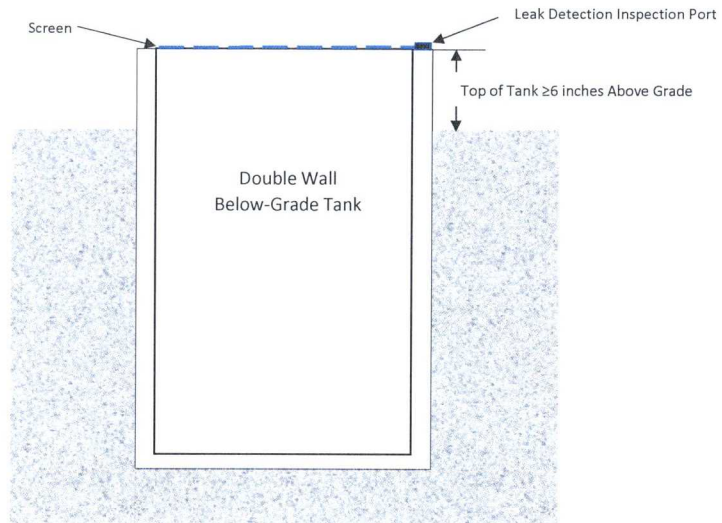 Leak Detection Inspection Port
Screen
Top of Tank ≥6 inches Above Grade
Double Wall
Below-Grade Tank